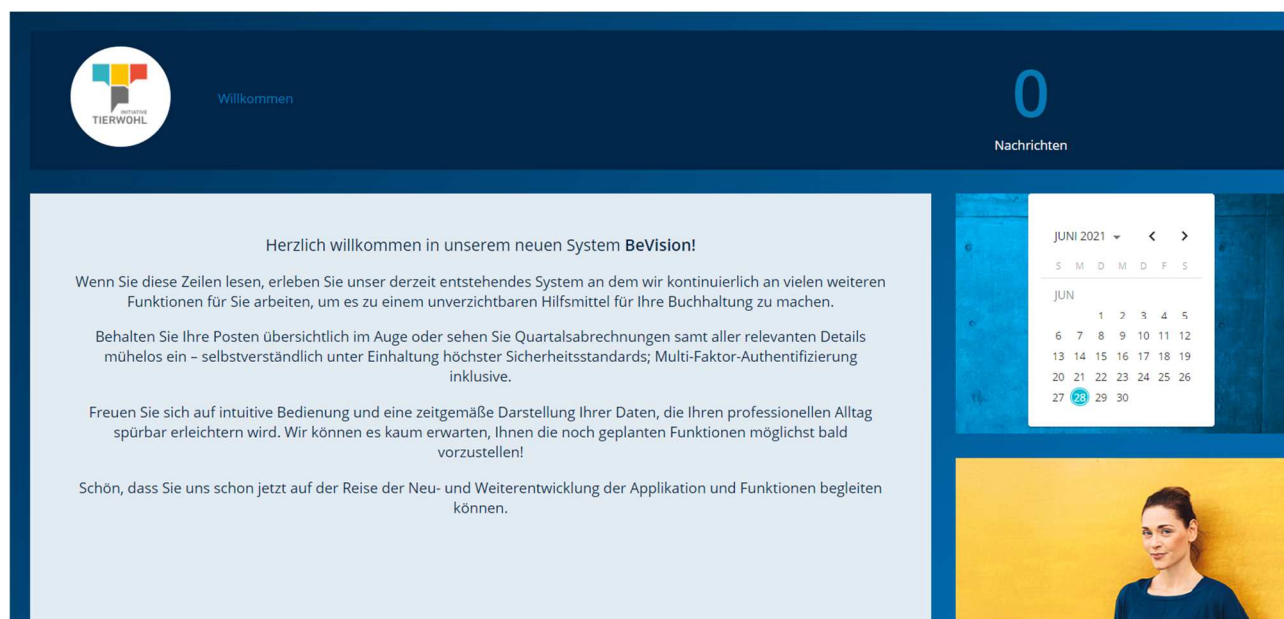 INITIATIVE
TIERWOHL
Willkommen
0
Nachrichten
Herzlich willkommen in unserem neuen System BeVision!
Wenn Sie diese Zeilen lesen, erleben Sie unser derzeit entstehendes System an dem wir kontinuierlich an vielen weiteren
Funktionen für Sie arbeiten, um es zu einem unverzichtbaren Hilfsmittel für Ihre Buchhaltung zu machen.
Behalten Sie Ihre Posten übersichtlich im Auge oder sehen Sie Quartalsabrechnungen samt aller relevanten Details
mühelos ein – selbstverständlich unter Einhaltung höchster Sicherheitsstandards; Multi-Faktor-Authentifizierung
inklusive.
Freuen Sie sich auf intuitive Bedienung und eine zeitgemäße Darstellung Ihrer Daten, die Ihren professionellen Alltag
spürbar erleichtern wird. Wir können es kaum erwarten, Ihnen die noch geplanten Funktionen möglichst bald
vorzustellen!
Schön, dass Sie uns schon jetzt auf der Reise der Neu- und Weiterentwicklung der Applikation und Funktionen begleiten
können.
JUNI 2021
S M D M D F S
JUN
1 2 3 4 5
6 7 8 9 10 11 12
13 14 15 16 17 18 19
20 21 22 23 24 25 26
27 28 29 30